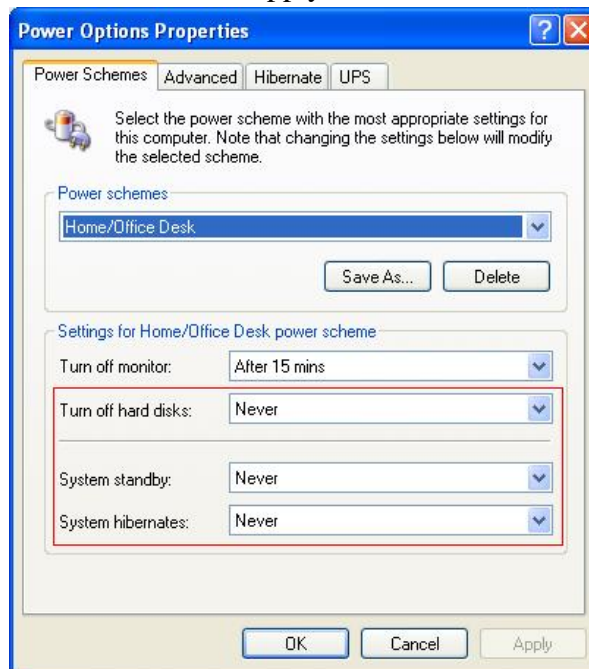 Apply
Power Options Properties
Power Schemes Advanced Hibernate UPS
Select the power scheme with the most appropriate settings for
this computer. Note that changing the settings below will modify
the selected scheme.
Power schemes
Home/Office Desk
Save As... Delete
Settings for Home/Office Desk power scheme
Turn off monitor: After 15 mins
Turn off hard disks: Never
System standby: Never
System hibernates: Never
OK Cancel Apply